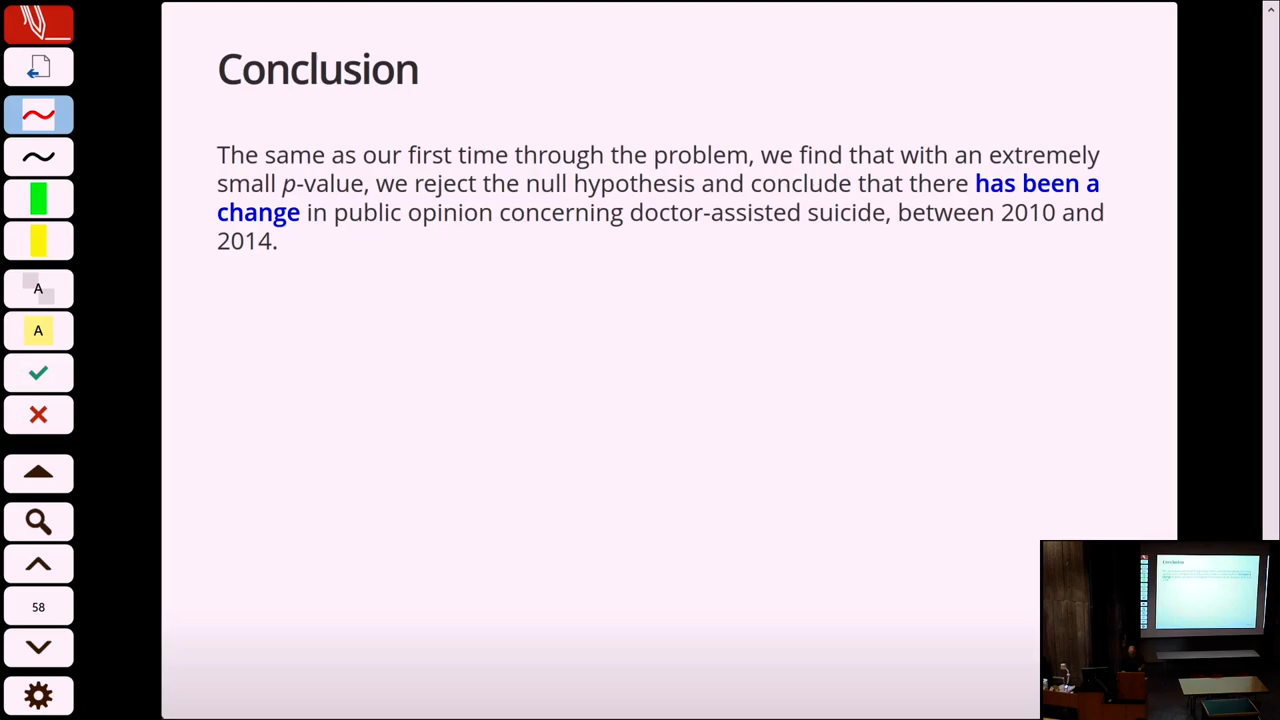 Conclusion
The same as our first time through the problem, we find that with an extremely
small p-value, we reject the null hypothesis and conclude that there has been a
change in public opinion concerning doctor-assisted suicide, between 2010 and
2014.
A
A
58
Conclusion